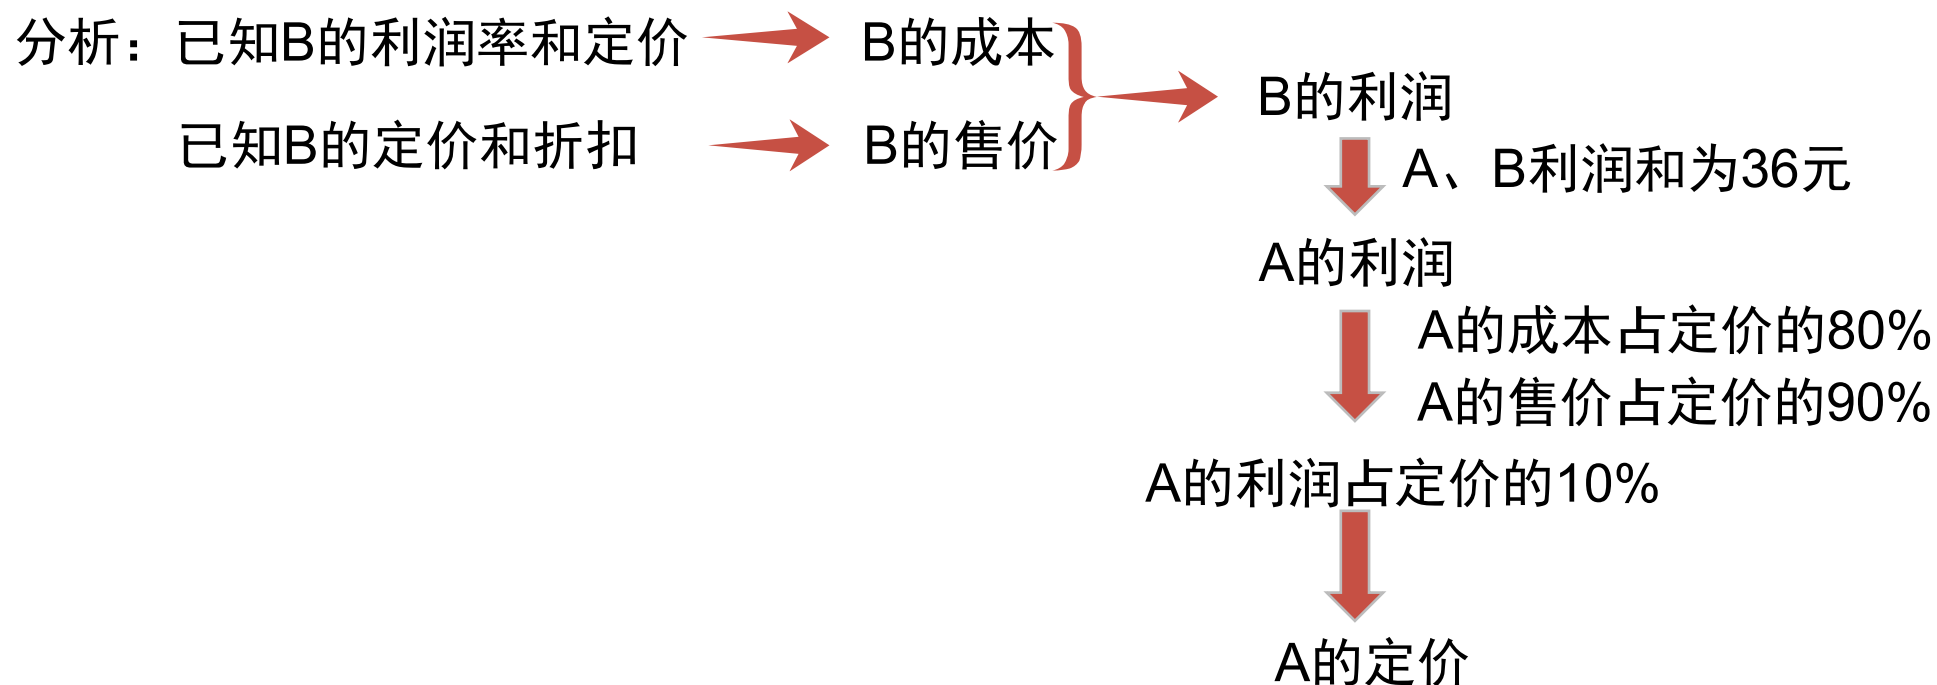 分析：已知B的利润率和定价 B的成本
已知B的定价和折扣 B的售价
B的利润
A、B利润和为36元
A的利润
A的成本占定价的80%
A的售价占定价的90%
A的利润占定价的10%
A的定价